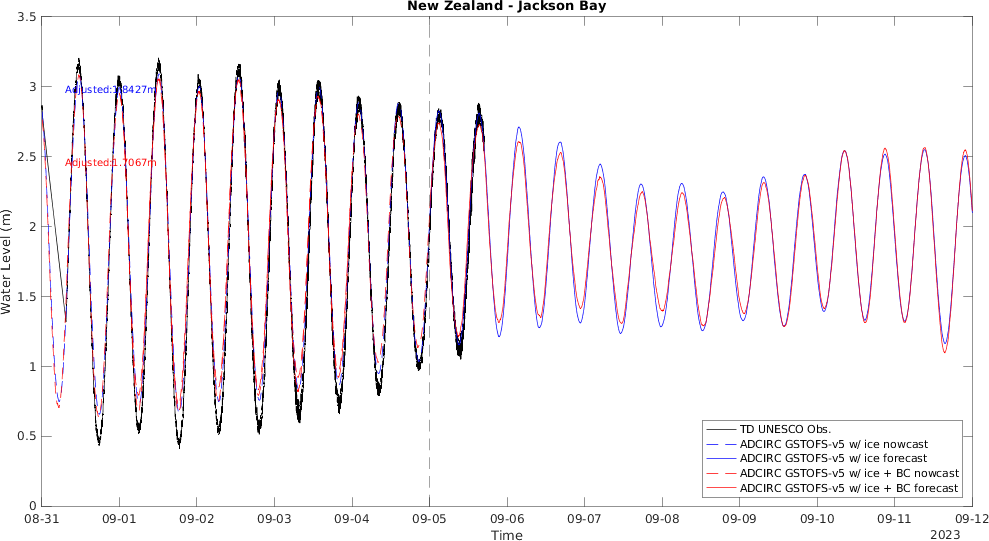 New Zealand - Jackson Bay
3.5
3
2.5
2
1.5
1
0.5
0
Water Level (m)
Adjusted:1.8427m
Adjusted:1.7067m
TD UNESCO Obs.
ADCIRC GSTOFS-v5 w/ ice nowcast
ADCIRC GSTOFS-v5 w/ ice forecast
ADCIRC GSTOFS-v5 w/ ice + BC nowcast
ADCIRC GSTOFS-v5 w/ ice + BC forecast
08-31 09-01 09-02 09-03 09-04 09-05 09-06 09-07 09-08 09-09 09-10 09-11 09-12
Time
2023